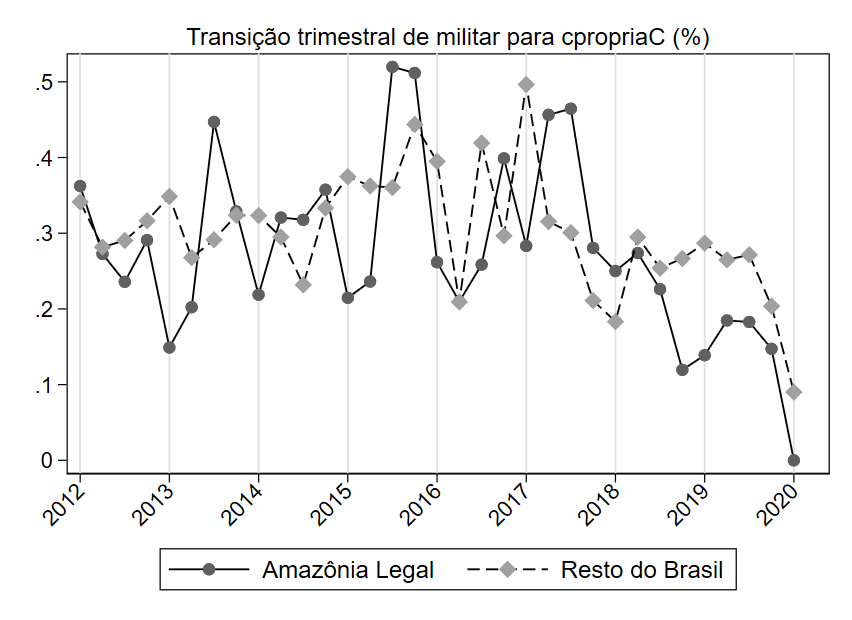 Transição trimestral de militar para cpropriaC (%)
.5
.4
.3
.2
.1
0
2012 2013 2014 2015 2016 2017 2018 2019 2020
Amazônia Legal Resto do Brasil